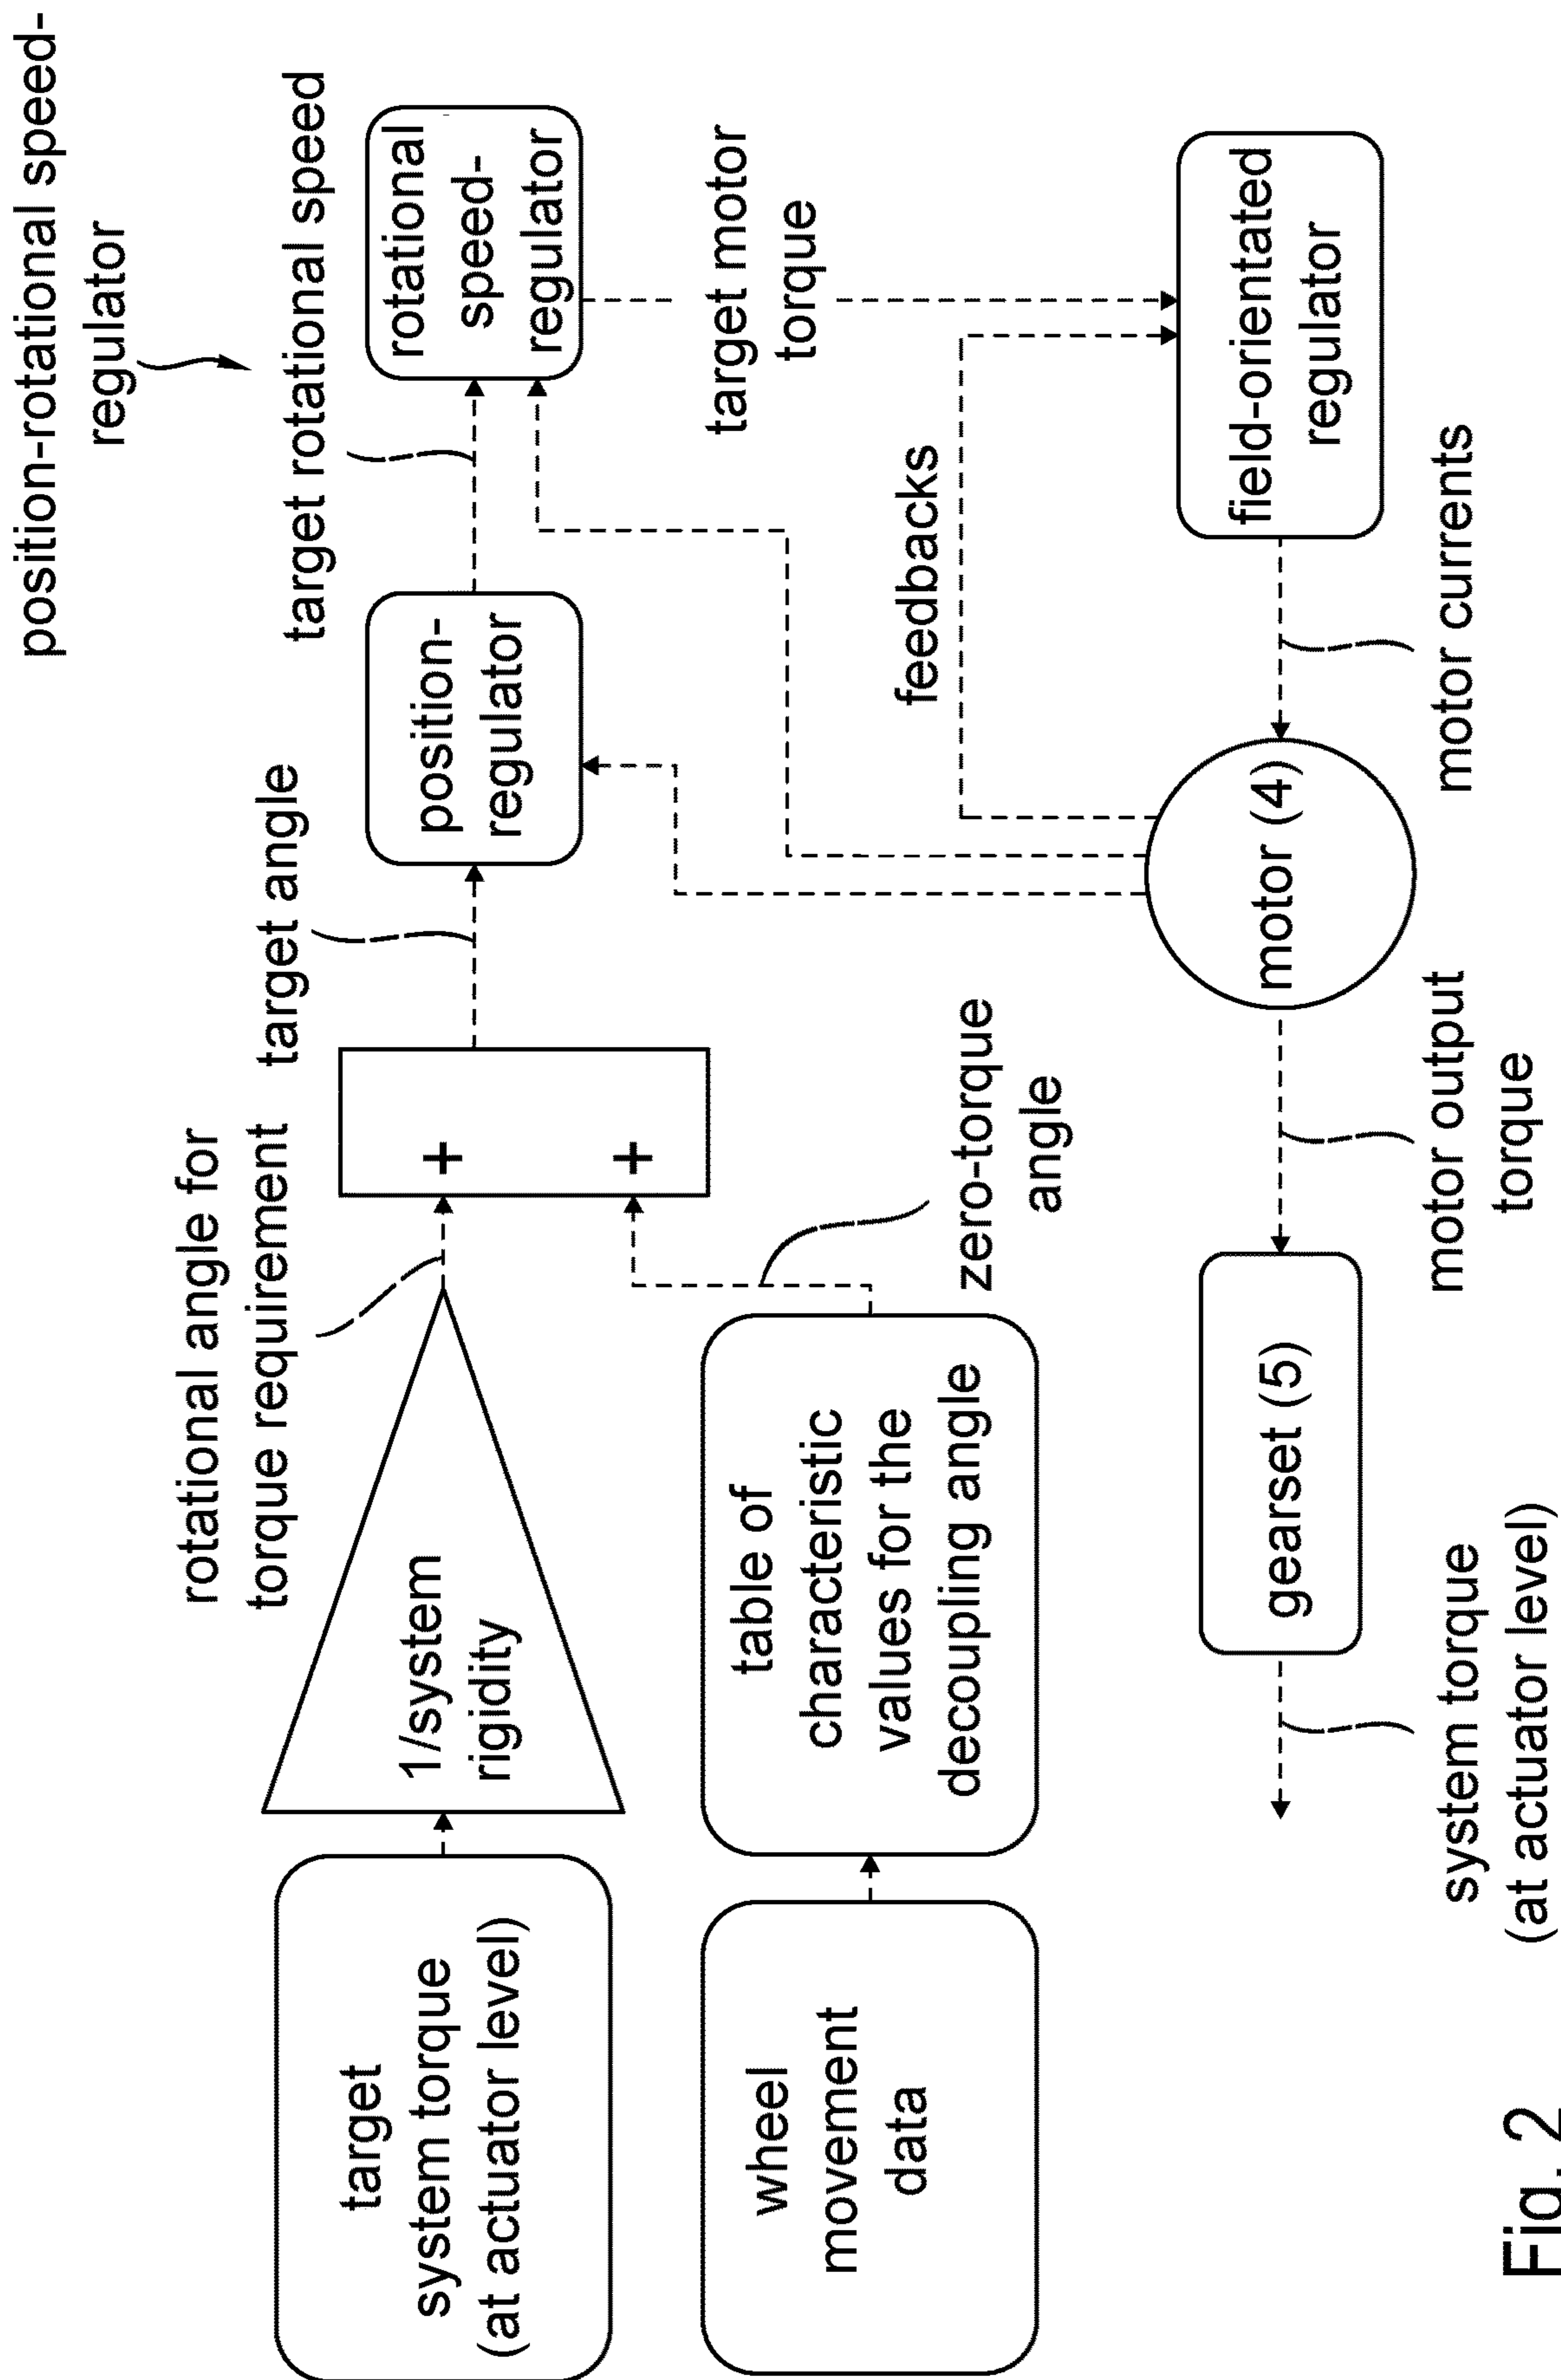 position-rotational speed-
regulator
target
system torque
(at actuator level)
1/system
rigidity
rotational angle for
torque requirement
+
+
target angle
position-
regulator
target rotational speed
rotational
speed-
regulator
wheel
movement
data
table of
characteristic
values for the
decoupling angle
zero-torque
angle
feedbacks
target motor
torque
system torque
(at actuator level)
gearset (5)
motor output
torque
motor (4)
motor currents
field-orientated
regulator
Fig. 2